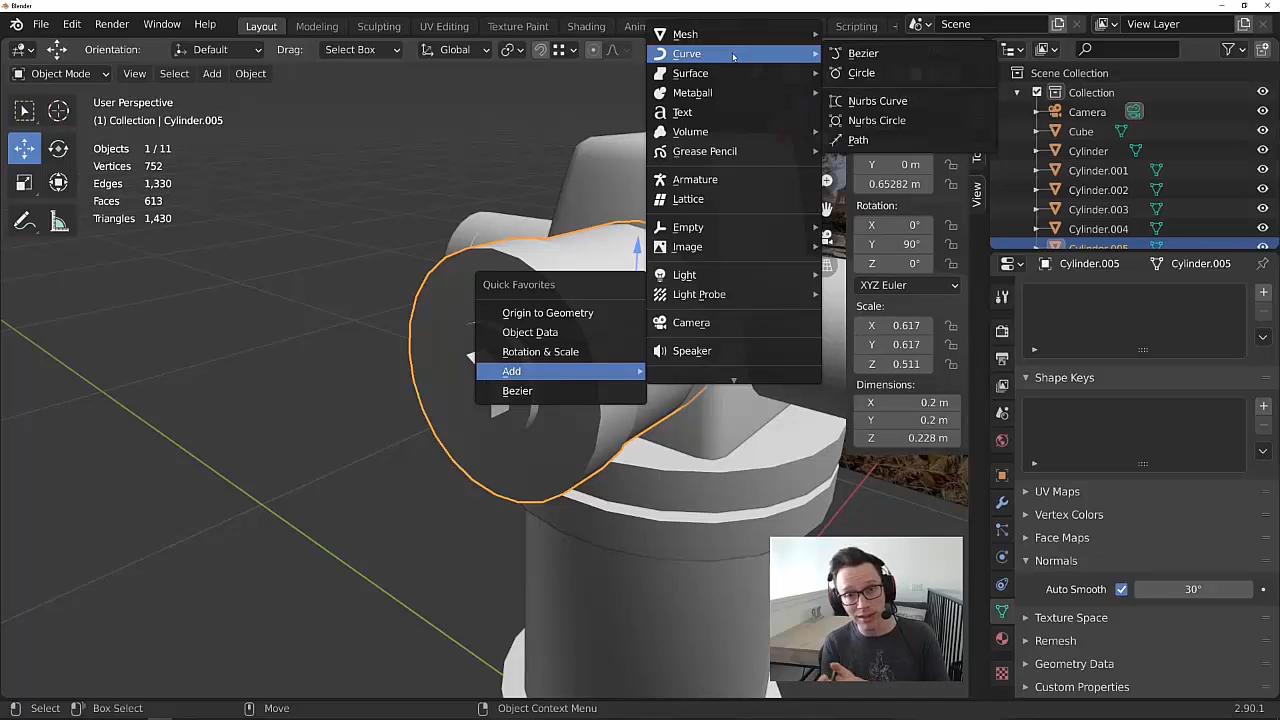 Blender
File Edit Render Window Help
Layout Modeling Sculpting UV Editing Texture Paint Shading Scripting
Scene
View Layer
Orientation: Default Drag: Select Box Global
Object Mode View Select Add Object
User Perspective
(1) Collection | Cylinder.005
Objects 1 / 11
Vertices 752
Edges 1,330
Faces 613
Triangles 1,430
Quick Favorites
Origin to Geometry
Object Data
Rotation & Scale
Add
Bezier
Mesh
Curve
Surface
Metaball
Text
Volume
Grease Pencil
Armature
Lattice
Empty
Image
Light
Light Probe
Camera
Speaker
Bezier
Circle
Nurbs Curve
Nurbs Circle
Path
Y 0 m
0.65282 m
Rotation:
X 0°
Y 90°
Z 0°
XYZ Euler
Scale:
X 0.617
Y 0.617
Z 0.511
Dimensions:
X 0.2 m
Y 0.2 m
Z 0.228 m
View
Scene Collection
Collection
Camera
Cube
Cylinder
Cylinder.001
Cylinder.002
Cylinder.003
Cylinder.004
Cylinder.005
Cylinder.005 Cylinder.005
Shape Keys
UV Maps
Vertex Colors
Face Maps
Normals
Auto Smooth 30°
Texture Space
Remesh
Geometry Data
Custom Properties
Select Box Select Move Object Context Menu 2.90.1